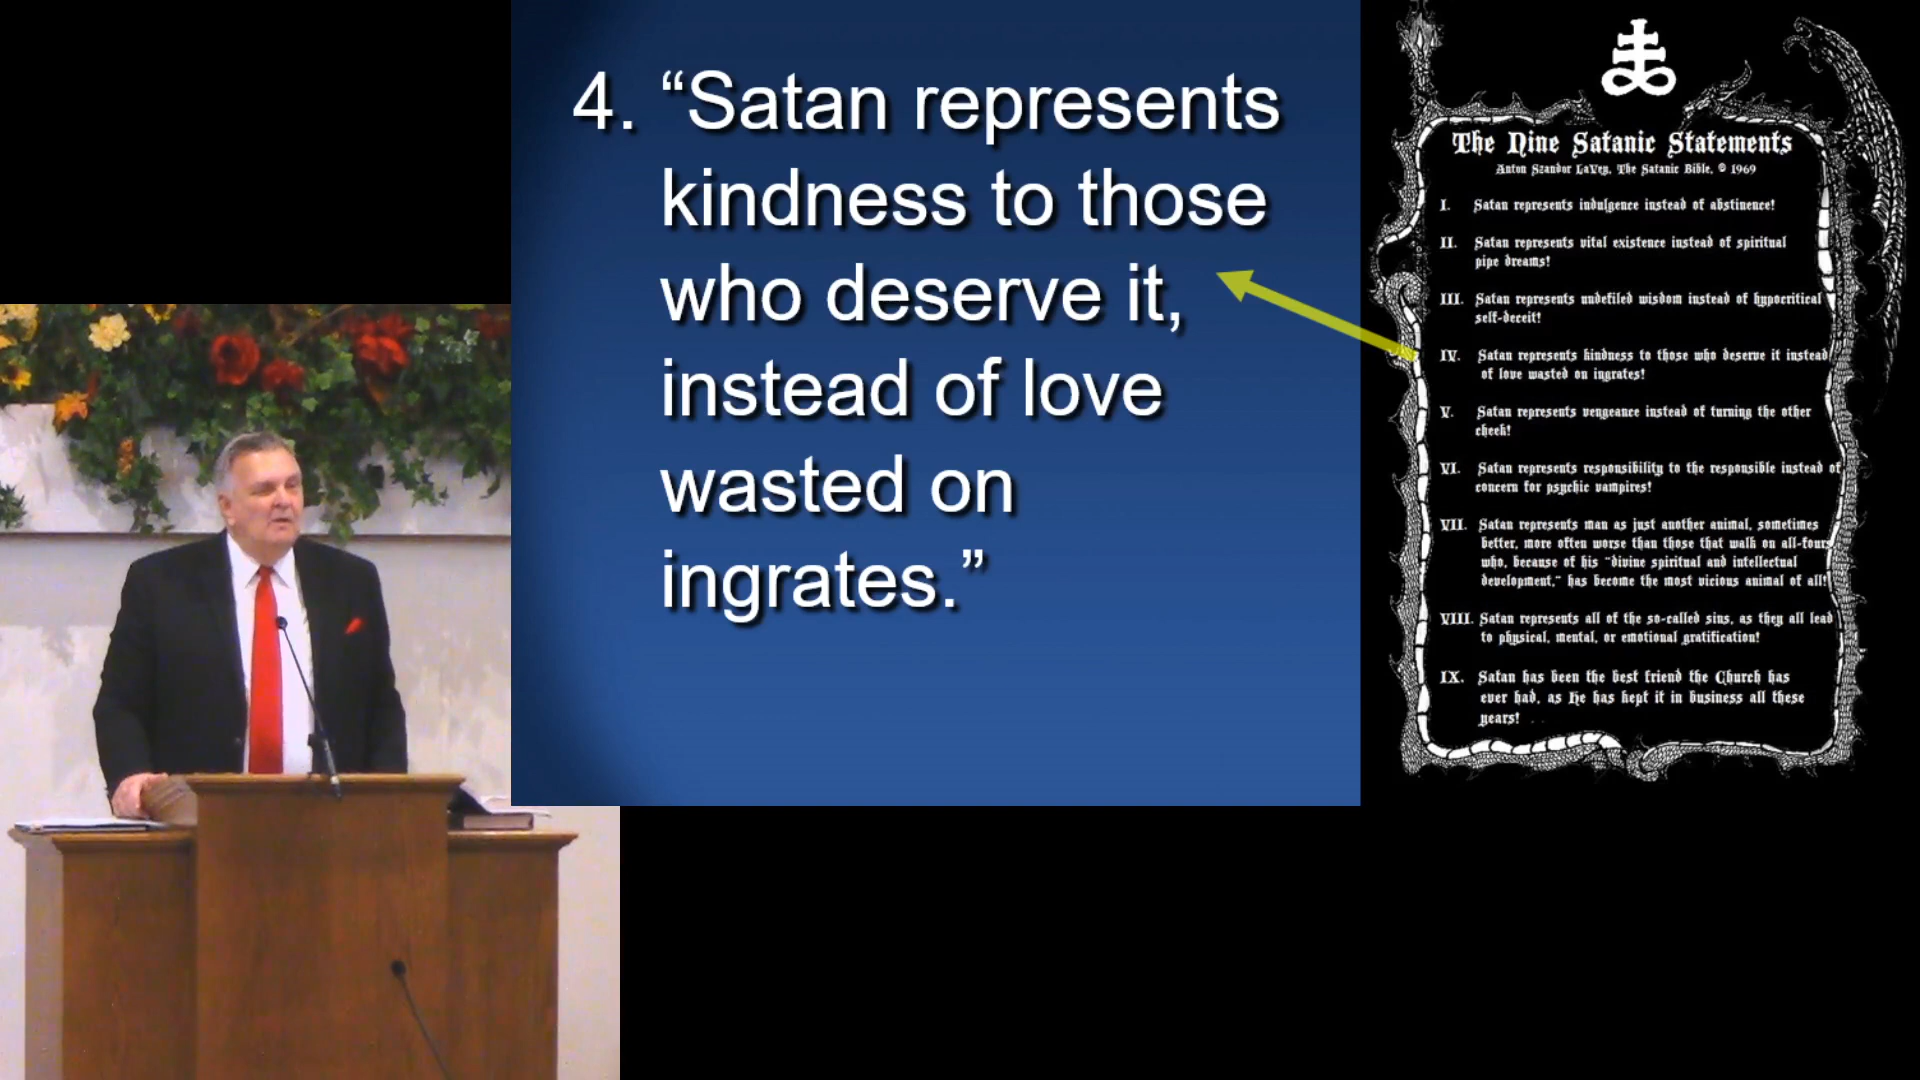 4. “Satan represents
kindness to those
who deserve it,
instead of love
wasted on
ingrates.”
The Nine Satanic Statements
Anton Szandor LaVey, The Satanic Bible, © 1969
I. Satan represents indulgence instead of abstinence!
II. Satan represents vital existence instead of spiritual
pipe dreams!
III. Satan represents undefiled wisdom instead of hypocritical
self-deceit!
IV. Satan represents kindness to those who deserve it instead
of love wasted on ingrates!
V. Satan represents vengeance instead of turning the other
cheek!
VI. Satan represents responsibility to the responsible instead of
concern for psychic vampires!
VII. Satan represents man as just another animal, sometimes
better, more often worse than those that walk on all-fours,
who, because of his “divine spiritual and intellectual
development,” has become the most vicious animal of all!
VIII. Satan represents all of the so-called sins, as they all lead
to physical, mental, or emotional gratification!
IX. Satan has been the best friend the Church has
ever had, as He has kept it in business all these
years!